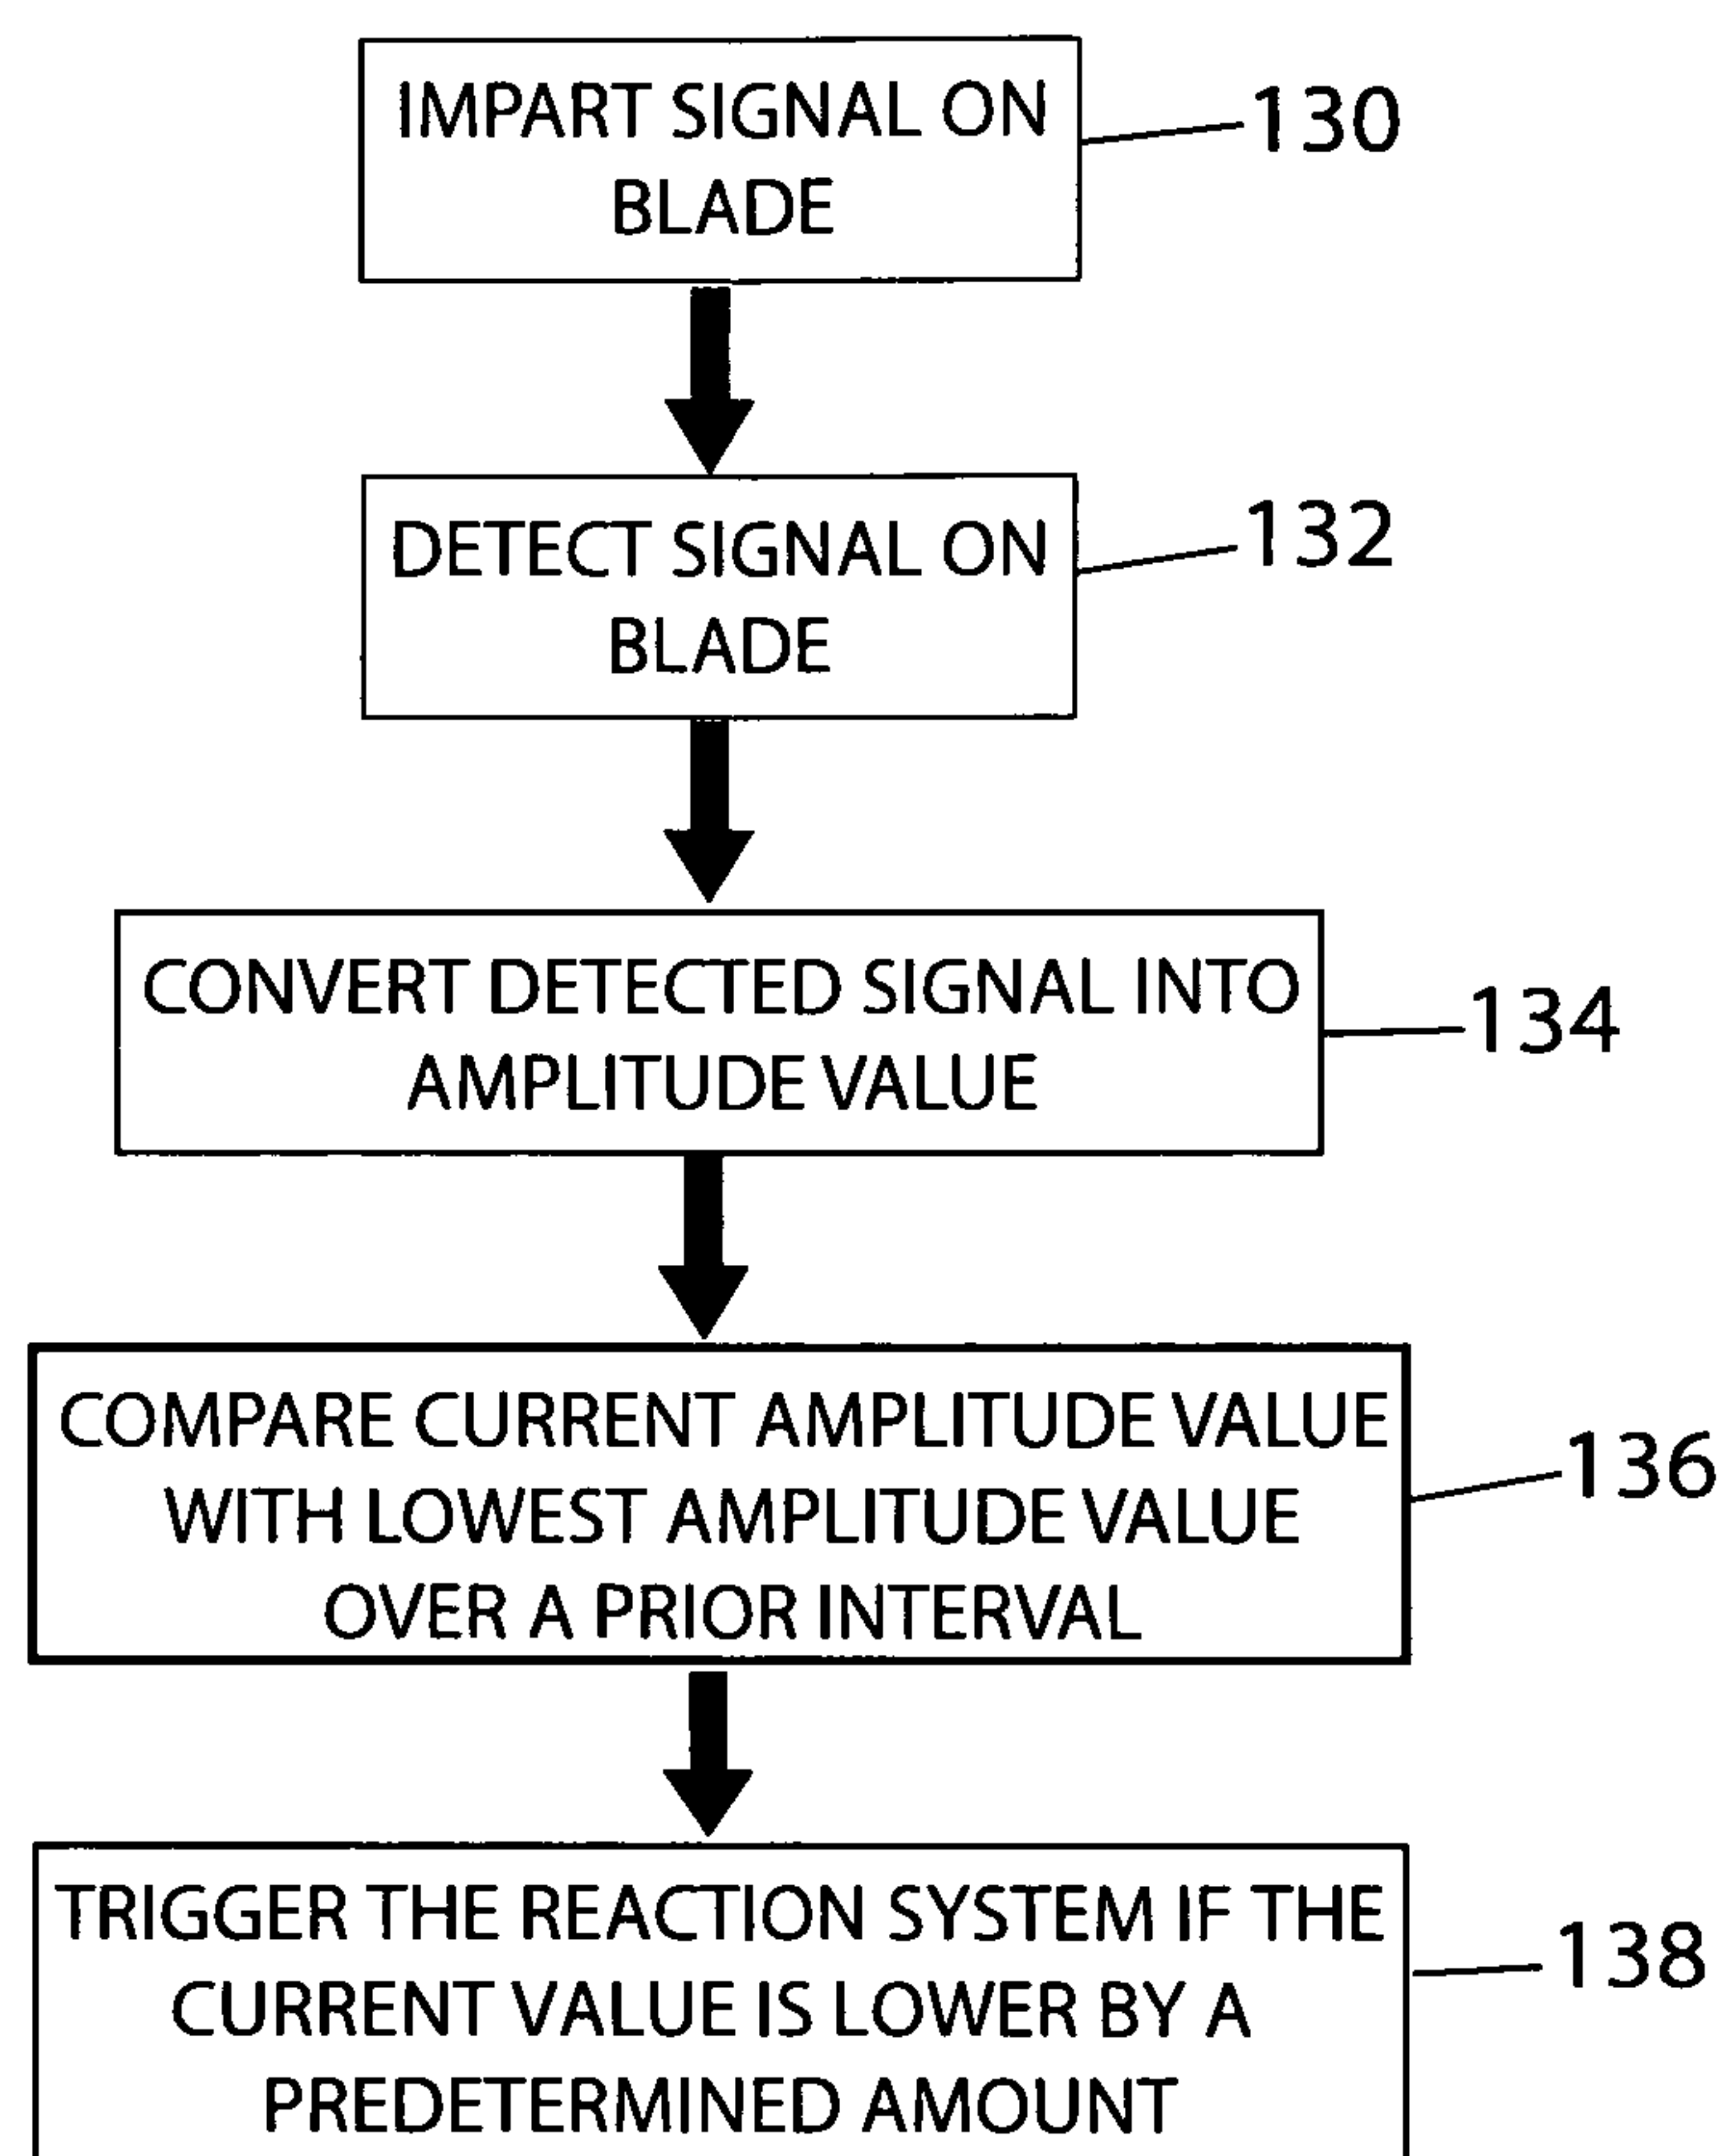 IMPART SIGNAL ON
BLADE
130
DETECT SIGNAL ON
BLADE
132
CONVERT DETECTED SIGNAL INTO
AMPLITUDE VALUE
134
COMPARE CURRENT AMPLITUDE VALUE
WITH LOWEST AMPLITUDE VALUE
OVER A PRIOR INTERVAL
136
TRIGGER THE REACTION SYSTEM IF THE
CURRENT VALUE IS LOWER BY A
PREDETERMINED AMOUNT
138